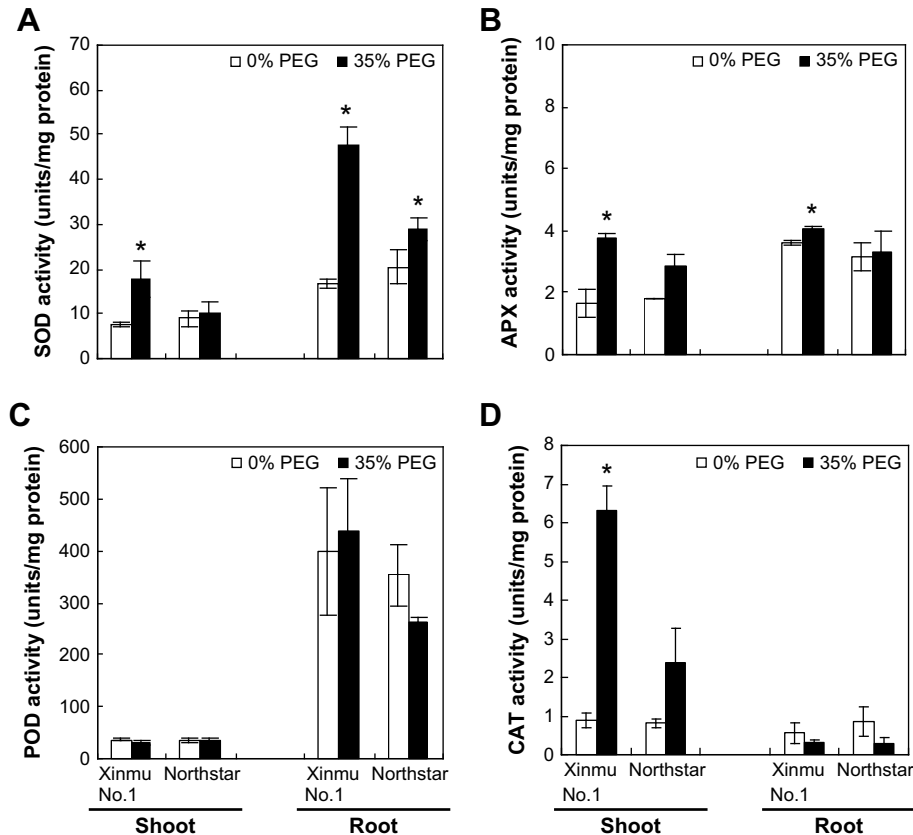 A
SOD activity (units/mg protein)
70
60
50
40
30
20
10
0
0% PEG 35% PEG
*
*
*
B
APX activity (units/mg protein)
10
8
6
4
2
0
0% PEG 35% PEG
*
*
C
POD activity (units/mg protein)
600
500
400
300
200
100
0
0% PEG 35% PEG
Xinmu Northstar Xinmu Northstar
No.1 No.1
Shoot Root
D
CAT activity (units/mg protein)
8
7
6
5
4
3
2
1
0
0% PEG 35% PEG
*
Xinmu Northstar Xinmu Northstar
No.1 No.1
Shoot Root